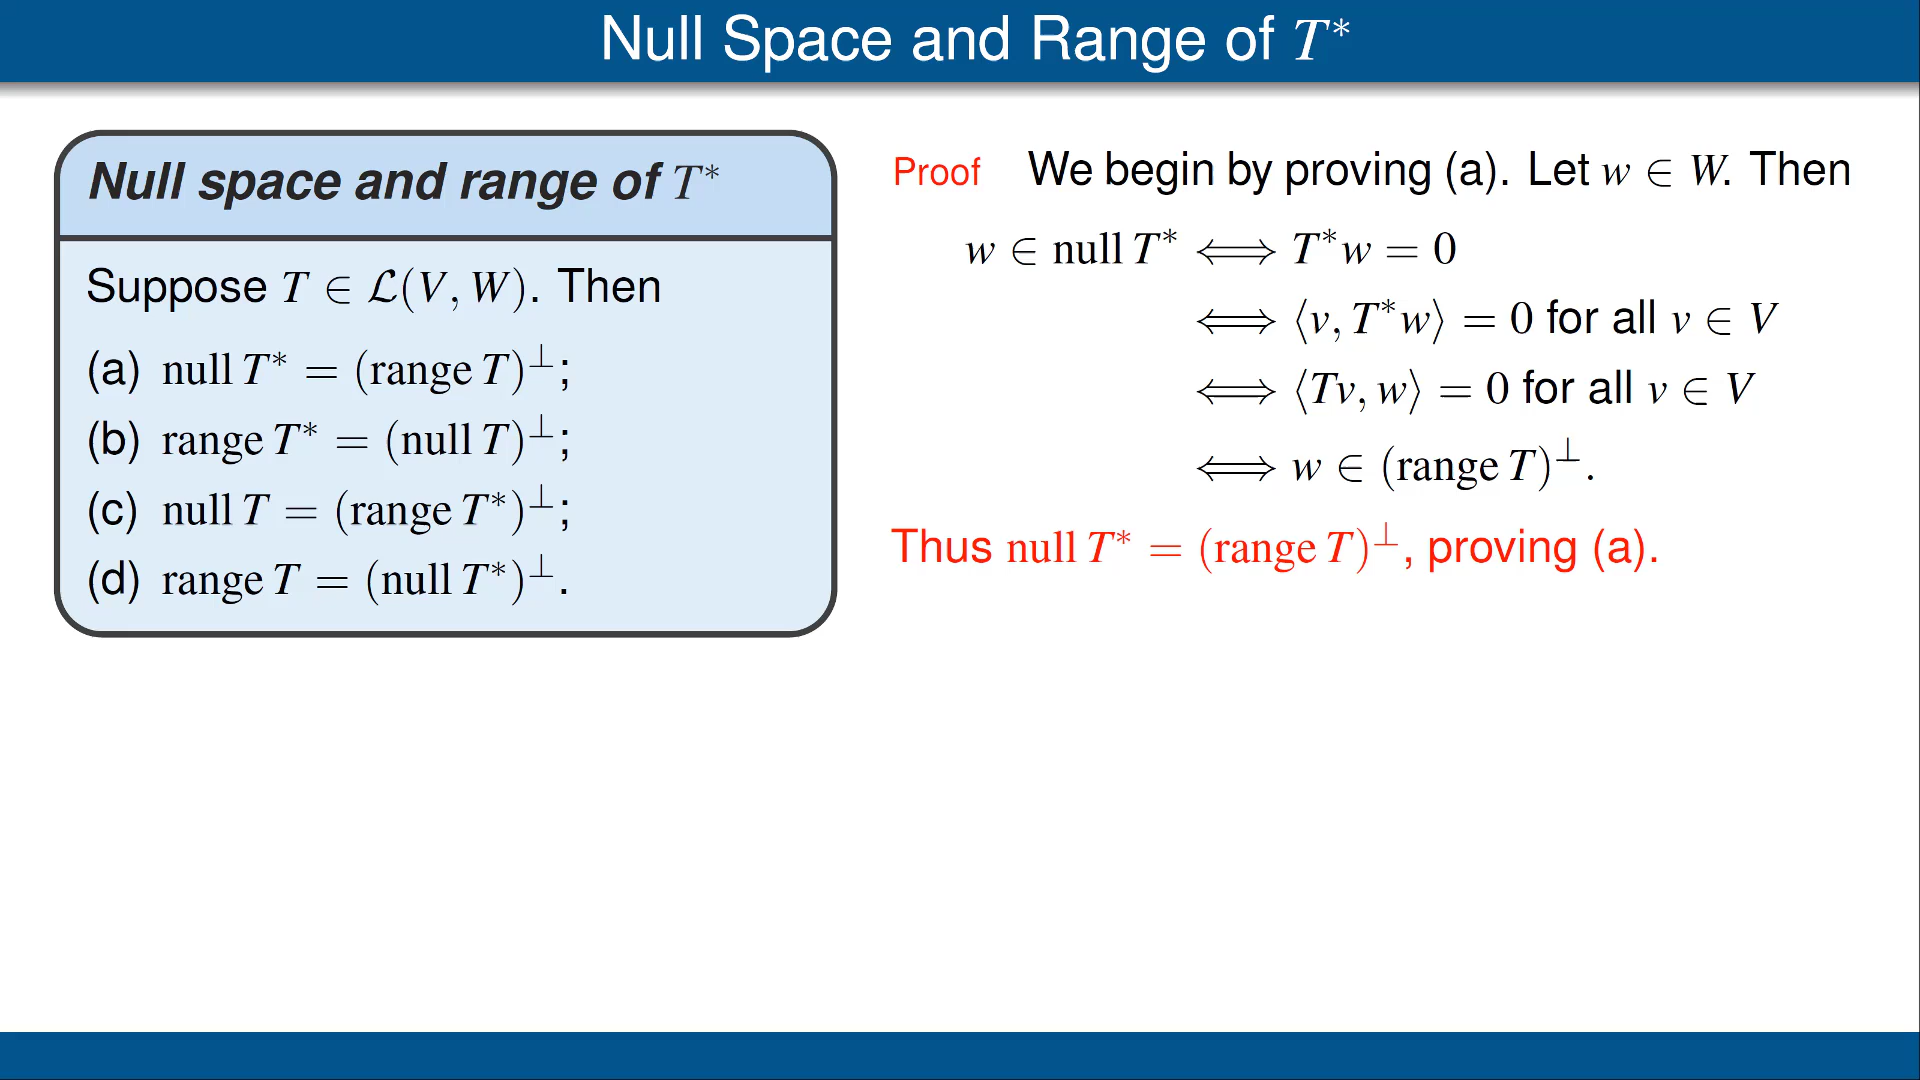 Null Space and Range of T*
Null space and range of T*
Suppose T ∈ ℒ(V, W). Then
(a) null T* = (range T)⊥;
(b) range T* = (null T)⊥;
(c) null T = (range T*)⊥;
(d) range T = (null T*)⊥.
Proof We begin by proving (a). Let w ∈ W. Then
w ∈ null T* ⟺ T*w = 0
⟺ ⟨v, T*w⟩ = 0 for all v ∈ V
⟺ ⟨Tv, w⟩ = 0 for all v ∈ V
⟺ w ∈ (range T)⊥.
Thus null T* = (range T)⊥, proving (a).